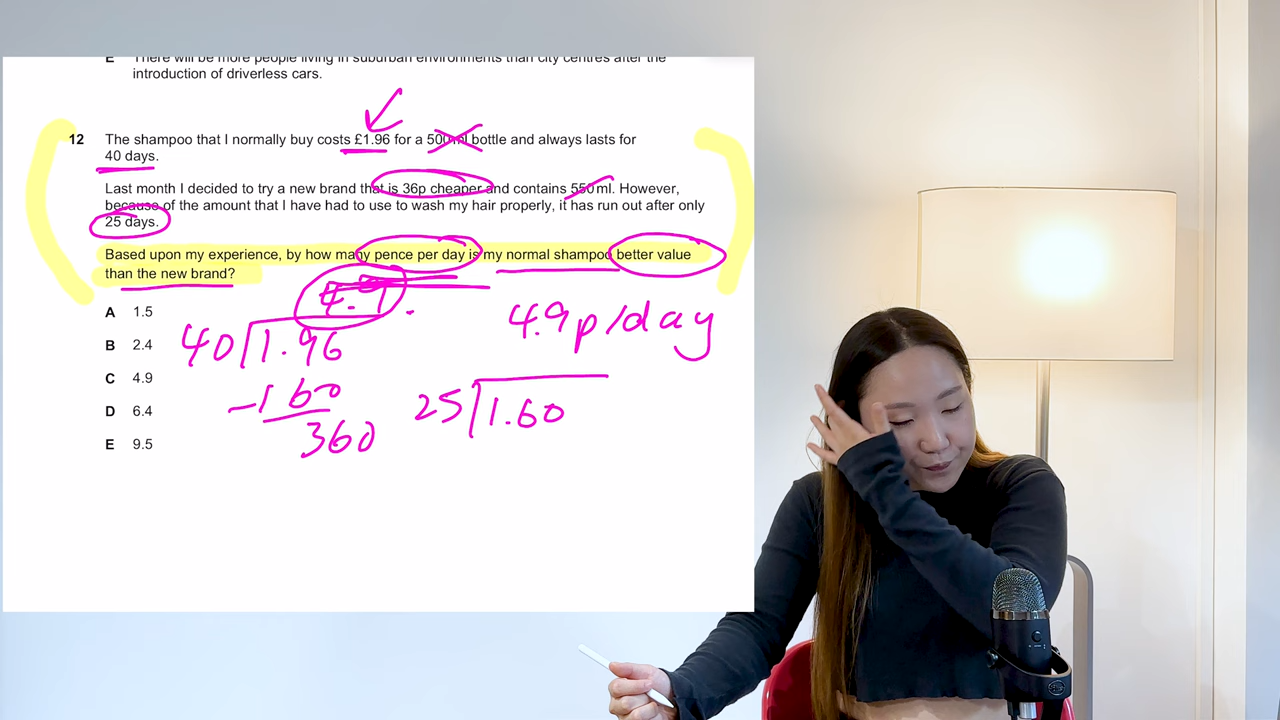 E There will be more people living in suburban environments than city centres after the
introduction of driverless cars.
12 The shampoo that I normally buy costs £1.96 for a 500 ml bottle and always lasts for
40 days.
Last month I decided to try a new brand that is 36p cheaper and contains 550 ml. However,
because of the amount that I have had to use to wash my hair properly, it has run out after only
25 days.
Based upon my experience, by how many pence per day is my normal shampoo better value
than the new brand?
A 1.5
B 2.4
C 4.9
D 6.4
E 9.5
4.9
40 1.96
-160
360
4.9p/day
25 1.60